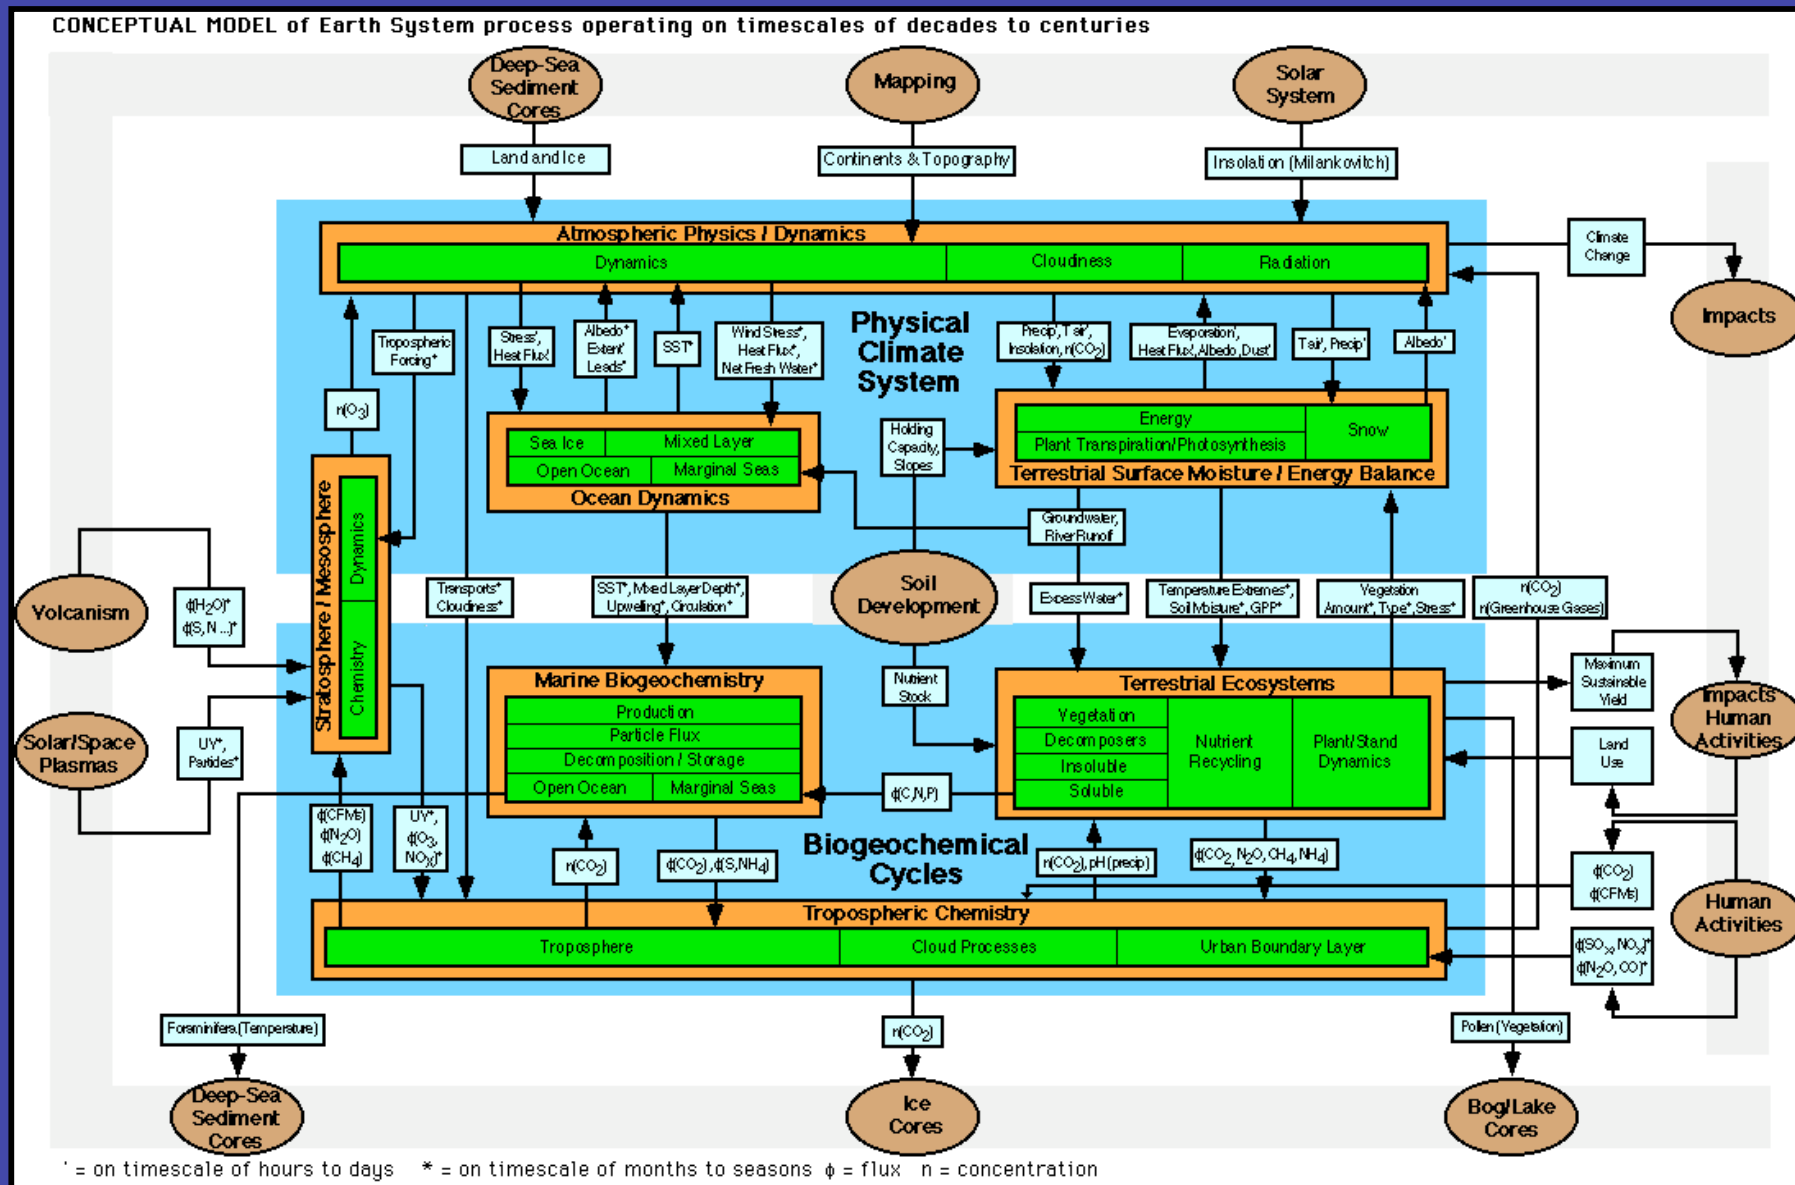 CONCEPTUAL MODEL of Earth System process operating on timescales of decades to centuries
Deep-Sea
Sediment
Cores
Mapping
Solar
System
Land and Ice
Continents & Topography
Insolation (Milankovitch)
Atmospheric Physics / Dynamics
Dynamics
Cloudiness
Radiation
Climate
Change
Impacts
Tropospheric
Forcing*
Stress',
Heat Flux'
Albedo*
Extent'
Leads'
SST*
Wind Stress*,
Heat Flux*,
Net Fresh Water*
Physical
Climate
System
Precip', Tair',
Insolation, n(CO2)
Evaporation',
Heat Flux', Albedo, Dust'
Tair', Precip'
Albedo'
n(O3)
Sea Ice
Mixed Layer
Open Ocean
Marginal Seas
Ocean Dynamics
Holding
Capacity,
Slopes
Energy
Plant Transpiration/Photosynthesis
Snow
Terrestrial Surface Moisture / Energy Balance
Stratosphere / Mesosphere
Dynamics
Chemistry
Groundwater,
River Runoff
Volcanism
ϕ(H2O)*
ϕ(S, N ...)*
Transports*
Cloudiness*
SST*, Mixed Layer Depth*,
Upwelling*, Circulation*
Soil
Development
Excess Water*
Temperature Extremes*,
Soil Moisture*, GPP*
Vegetation
Amount*, Type*, Stress*
n(CO2)
n(Greenhouse Gases)
Solar/Space
Plasmas
UV*,
Particles*
Marine Biogeochemistry
Production
Particle Flux
Decomposition / Storage
Open Ocean
Marginal Seas
Nutrient
Stock
Terrestrial Ecosystems
Vegetation
Decomposers
Insoluble
Soluble
Nutrient
Recycling
Plant/Stand
Dynamics
Maximum
Sustainable
Yield
Impacts
Human
Activities
Land
Use
ϕ(C, N, P)
ϕ(CFMs)
ϕ(N2O)
ϕ(CH4)
UV*,
ϕ(O3,
NOx)*
n(CO2)
ϕ(CO2), ϕ(S, NH4)
Biogeochemical
Cycles
n(CO2), pH (precip)
ϕ(CO2, N2O, CH4, NH4)
ϕ(CO2)
ϕ(CFMs)
Human
Activities
Tropospheric Chemistry
Troposphere
Cloud Processes
Urban Boundary Layer
ϕ(SOx, NOx)*
ϕ(N2O, CO)*
Foraminifera (Temperature)
n(CO2)
Pollen (Vegetation)
Deep-Sea
Sediment
Cores
Ice
Cores
Bog/Lake
Cores
' = on timescale of hours to days * = on timescale of months to seasons ϕ = flux n = concentration